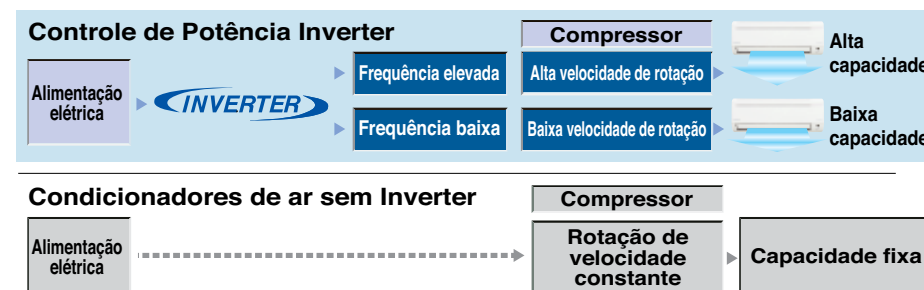 Controle de Potência Inverter
Compressor
Alimentação
elétrica
INVERTER
Frequência elevada
Alta velocidade de rotação
Alta
capacidade
Frequência baixa
Baixa velocidade de rotação
Baixa
capacidade
Condicionadores de ar sem Inverter
Compressor
Alimentação
elétrica
Rotação de
velocidade
constante
Capacidade fixa